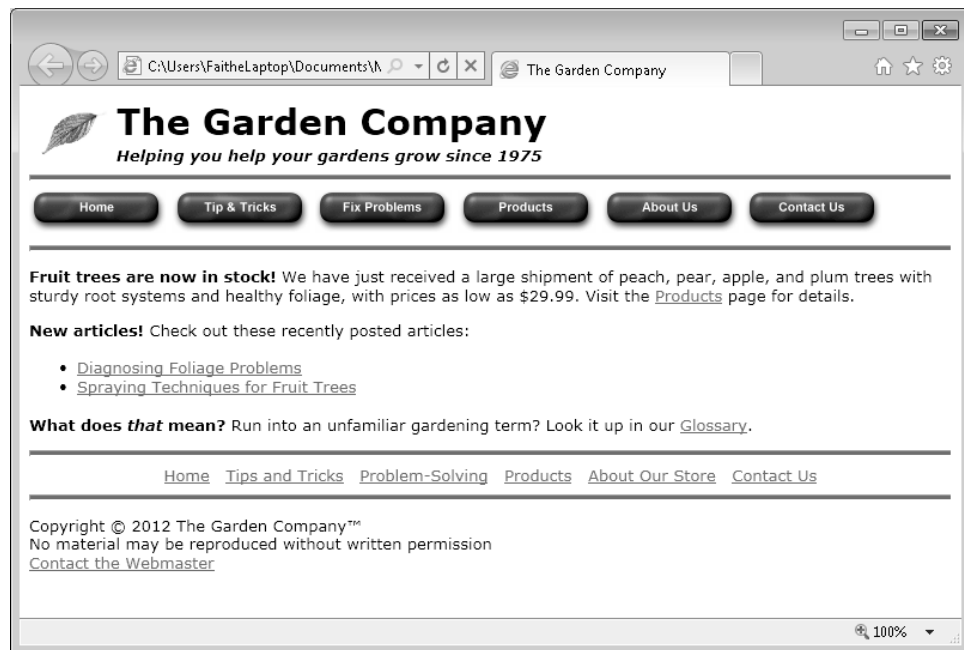 C:\Users\FaitheLaptop\Documents\
The Garden Company
The Garden Company
Helping you help your gardens grow since 1975
Home Tip & Tricks Fix Problems Products About Us Contact Us
Fruit trees are now in stock! We have just received a large shipment of peach, pear, apple, and plum trees with
sturdy root systems and healthy foliage, with prices as low as $29.99. Visit the Products page for details.
New articles! Check out these recently posted articles:
• Diagnosing Foliage Problems
• Spraying Techniques for Fruit Trees
What does that mean? Run into an unfamiliar gardening term? Look it up in our Glossary.
Home Tips and Tricks Problem-Solving Products About Our Store Contact Us
Copyright © 2012 The Garden Company™
No material may be reproduced without written permission
Contact the Webmaster
100%